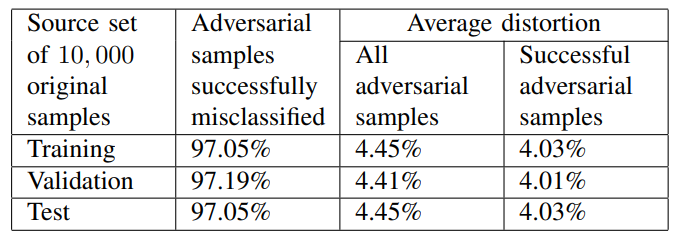 Source set of 10, 000 original samples | Adversarial samples successfully misclassified | Average distortion
All adversarial samples | Successful adversarial samples
Training | 97.05% | 4.45% | 4.03%
Validation | 97.19% | 4.41% | 4.01%
Test | 97.05% | 4.45% | 4.03%